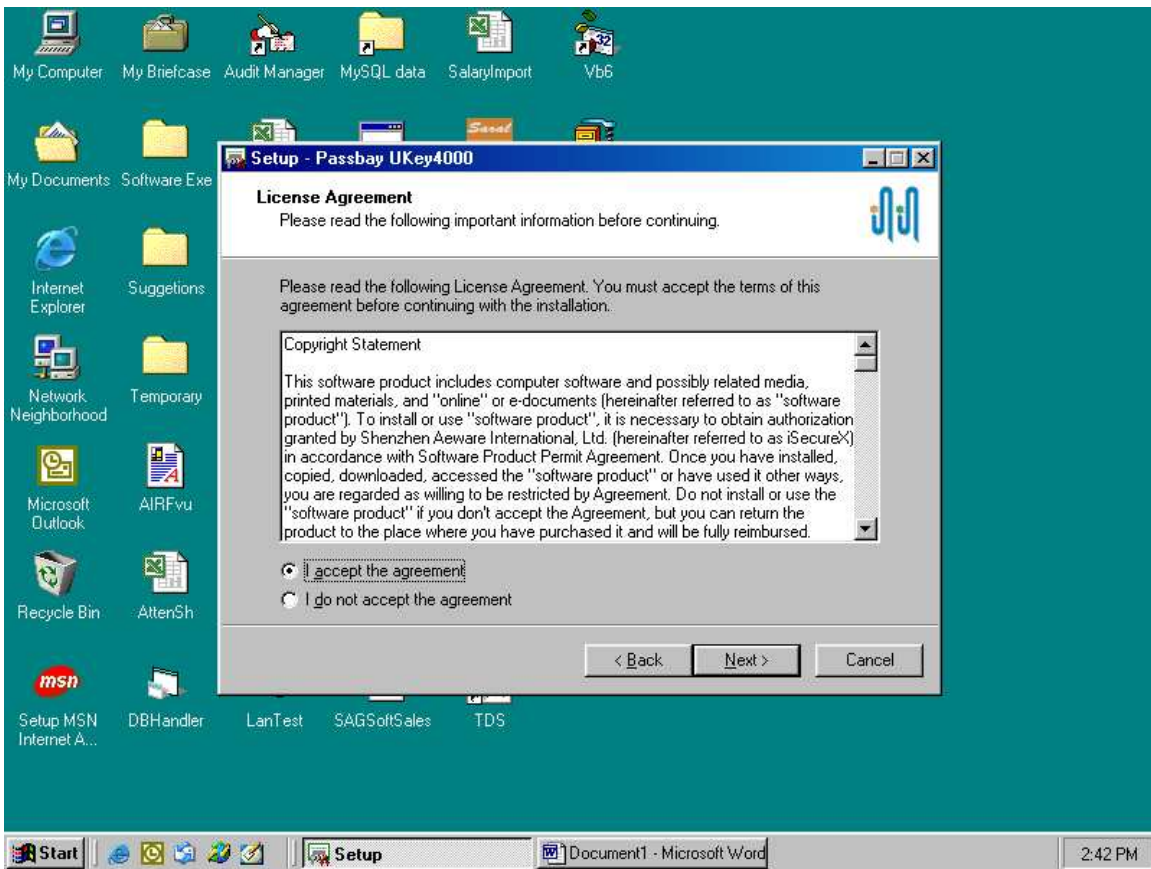 My Computer
My Briefcase
Audit Manager
MySQL data
SalaryImport
Vb6
32
Saral
My Documents
Software Exe
Setup - Passbay UKey4000
License Agreement
Please read the following important information before continuing.
Internet
Explorer
Suggetions
Please read the following License Agreement. You must accept the terms of this
agreement before continuing with the installation.
Copyright Statement
This software product includes computer software and possibly related media,
printed materials, and "online" or e-documents (hereinafter referred to as "software
product"). To install or use "software product", it is necessary to obtain authorization
granted by Shenzhen Aeware International, Ltd. (hereinafter referred to as iSecureX)
in accordance with Software Product Permit Agreement. Once you have installed,
copied, downloaded, accessed the "software product" or have used it other ways,
you are regarded as willing to be restricted by Agreement. Do not install or use the
"software product" if you don't accept the Agreement, but you can return the
product to the place where you have purchased it and will be fully reimbursed.
Network
Neighborhood
Temporary
Microsoft
Outlook
AIRFvu
I accept the agreement
I do not accept the agreement
Recycle Bin
AttenSh
< Back
Next >
Cancel
msn
Setup MSN
Internet A...
DBHandler
LanTest
SAGSoftSales
TDS
Start
Setup
Document1 - Microsoft Word
2:42 PM